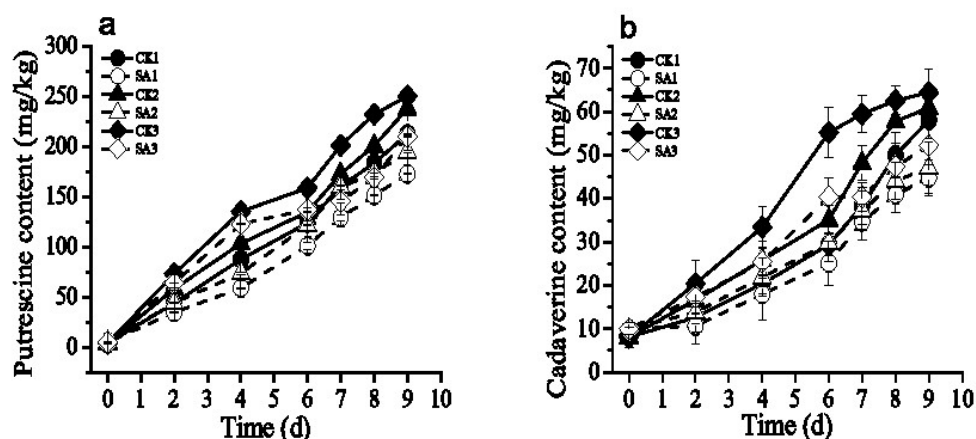 a
Putrescine content (mg/kg)
300
250
200
150
100
50
0
CK1
SA1
CK2
SA2
CK3
SA3
0 1 2 3 4 5 6 7 8 9 10
Time (d)
b
Cadaverine content (mg/kg)
70
60
50
40
30
20
10
0
CK1
SA1
CK2
SA2
CK3
SA3
0 1 2 3 4 5 6 7 8 9 10
Time (d)